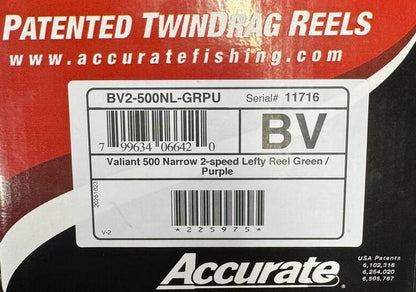 PATENTED TWINDRAG REELS
www.accuratefishing.com
BV2-500NL-GRPU Serial# 11716
7 99634 06642 0
BV
Valiant 500 Narrow 2-speed Lefty Reel Green /
Purple
20231023
*225975*
V-2
Accurate®
USA Patents
6,102,316
6,254,020
6,505,787